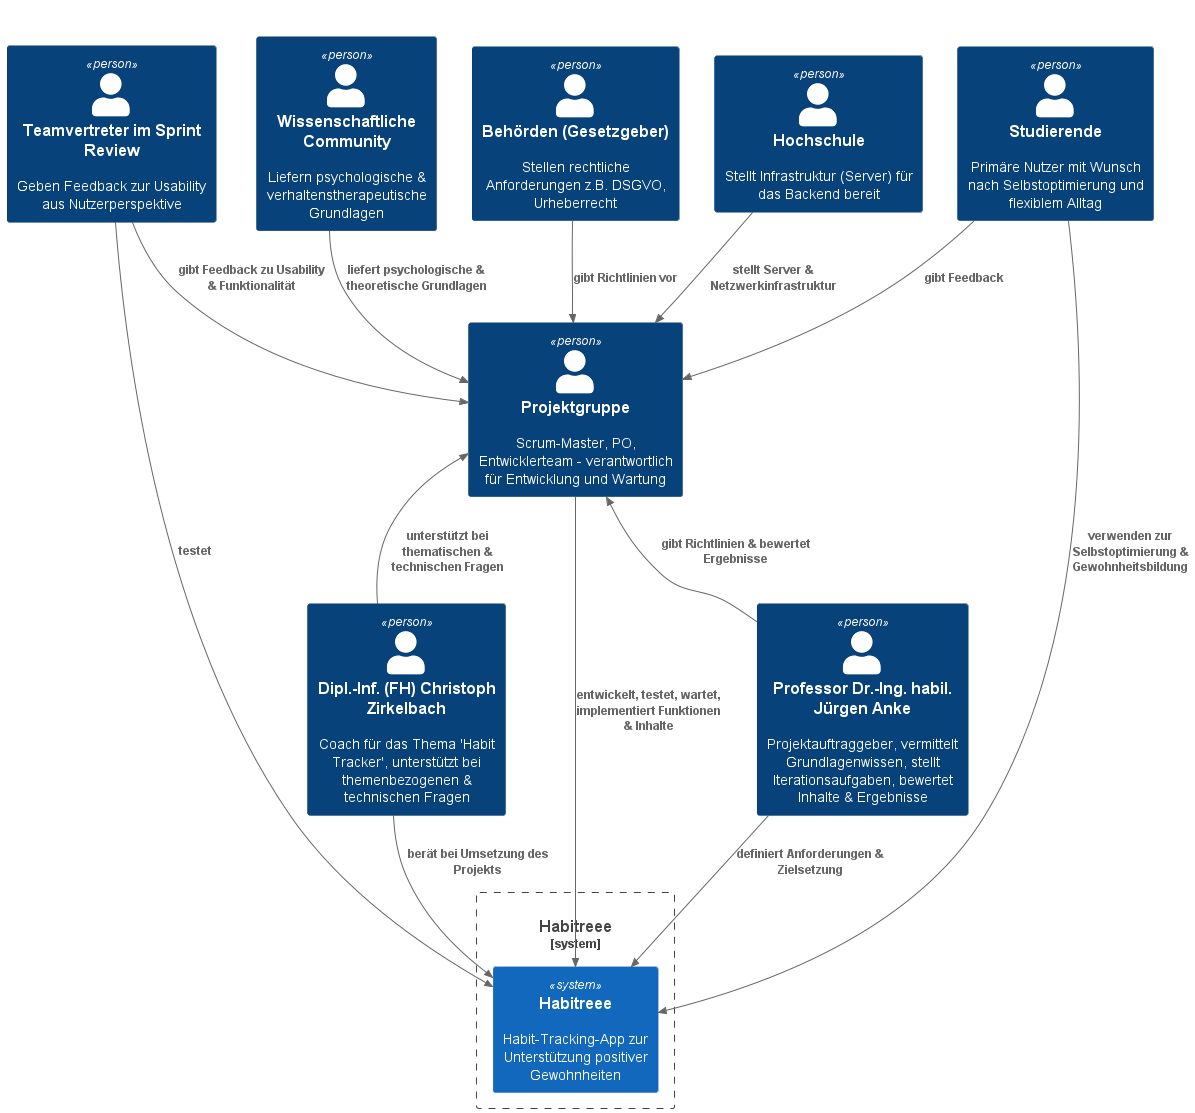 «person»
Teamvertreter im Sprint
Review
Geben Feedback zur Usability
aus Nutzerperspektive
«person»
Wissenschaftliche
Community
Liefern psychologische &
verhaltenstherapeutische
Grundlagen
«person»
Behörden (Gesetzgeber)
Stellen rechtliche
Anforderungen z.B. DSGVO,
Urheberrecht
«person»
Hochschule
Stellt Infrastruktur (Server) für
das Backend bereit
«person»
Studierende
Primäre Nutzer mit Wunsch
nach Selbstoptimierung und
flexiblem Alltag
gibt Feedback zu Usability
& Funktionalität
liefert psychologische &
theoretische Grundlagen
gibt Richtlinien vor
stellt Server &
Netzwerkinfrastruktur
gibt Feedback
«person»
Projektgruppe
Scrum-Master, PO,
Entwicklerteam - verantwortlich
für Entwicklung und Wartung
testet
unterstützt bei
thematischen &
technischen Fragen
gibt Richtlinien & bewertet
Ergebnisse
verwenden zur
Selbstoptimierung &
Gewohnheitsbildung
«person»
Dipl.-Inf. (FH) Christoph
Zirkelbach
Coach für das Thema 'Habit
Tracker', unterstützt bei
themenbezogenen &
technischen Fragen
entwickelt, testet, wartet,
implementiert Funktionen
& Inhalte
«person»
Professor Dr.-Ing. habil.
Jürgen Anke
Projektauftraggeber, vermittelt
Grundlagenwissen, stellt
Iterationsaufgaben, bewertet
Inhalte & Ergebnisse
berät bei Umsetzung des
Projekts
definiert Anforderungen &
Zielsetzung
Habitreee
[system]
«system»
Habitreee
Habit-Tracking-App zur
Unterstützung positiver
Gewohnheiten